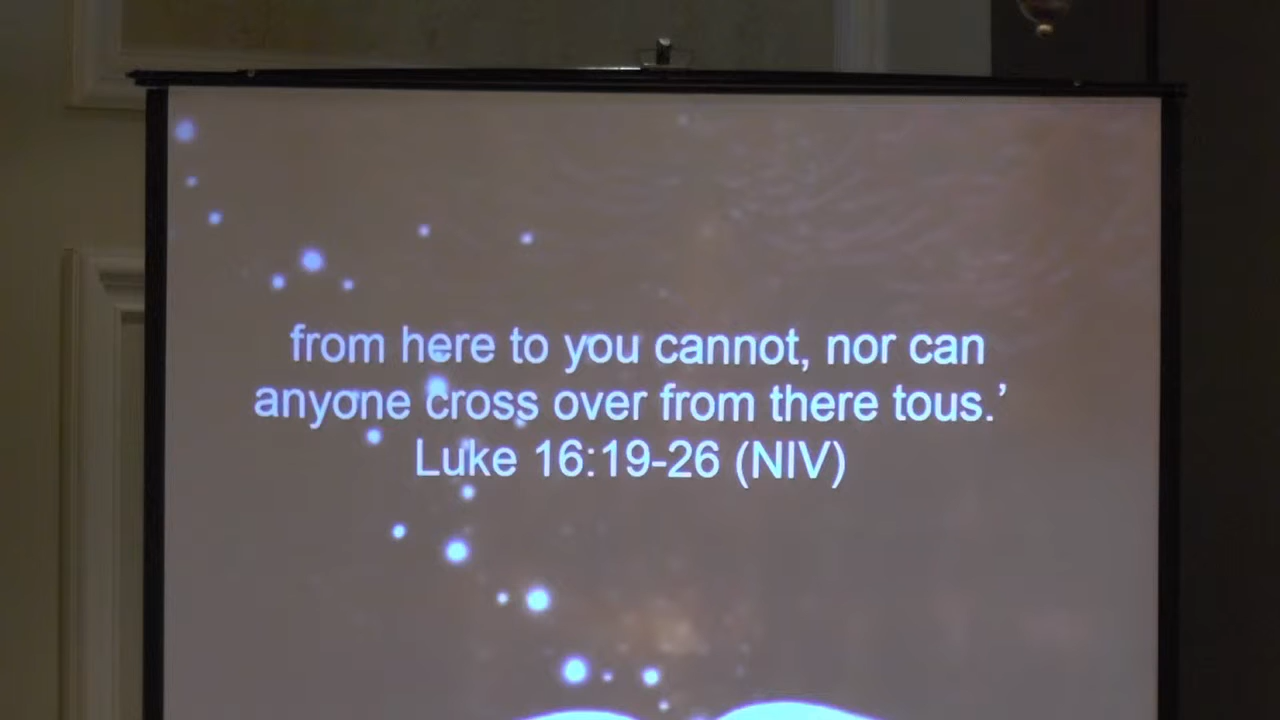 from here to you cannot, nor can
anyone cross over from there tous.’
Luke 16:19-26 (NIV)